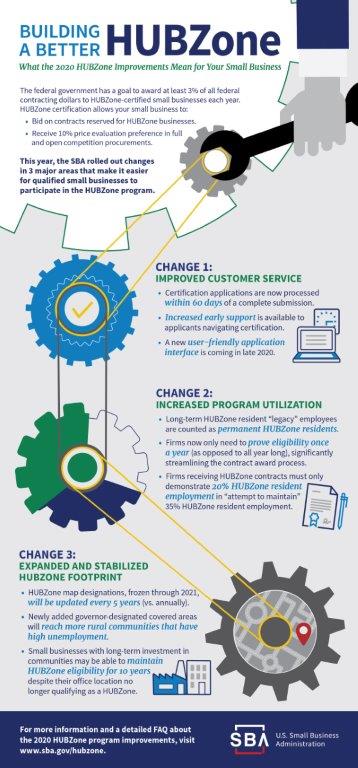 BUILDING
A BETTER HUBZone
What the 2020 HUBZone Improvements Mean for Your Small Business
The federal government has a goal to award at least 3% of all federal
contracting dollars to HUBZone-certified small businesses each year.
HUBZone certification allows your small business to:
• Bid on contracts reserved for HUBZone businesses.
• Receive 10% price evaluation preference in full
and open competition procurements.
This year, the SBA rolled out changes
in 3 major areas that make it easier
for qualified small businesses to
participate in the HUBZone program.
CHANGE 1:
IMPROVED CUSTOMER SERVICE
• Certification applications are now processed
within 60 days of a complete submission.
• Increased early support is available to
applicants navigating certification.
• A new user-friendly application
interface is coming in late 2020.
CHANGE 2:
INCREASED PROGRAM UTILIZATION
• Long-term HUBZone resident "legacy" employees
are counted as permanent HUBZone residents.
• Firms now only need to prove eligibility once
a year (as opposed to all year long), significantly
streamlining the contract award process.
• Firms receiving HUBZone contracts must only
demonstrate 20% HUBZone resident
employment in "attempt to maintain"
35% HUBZone resident employment.
CHANGE 3:
EXPANDED AND STABILIZED
HUBZONE FOOTPRINT
• HUBZone map designations, frozen through 2021,
will be updated every 5 years (vs. annually).
• Newly added governor-designated covered areas
will reach more rural communities that have
high unemployment.
• Small businesses with long-term investment in
communities may be able to maintain
HUBZone eligibility for 10 years
despite their office location no
longer qualifying as a HUBZone.
For more information and a detailed FAQ about
the 2020 HUBZone program improvements, visit
www.sba.gov/hubzone.
SBA
U.S. Small Business
Administration